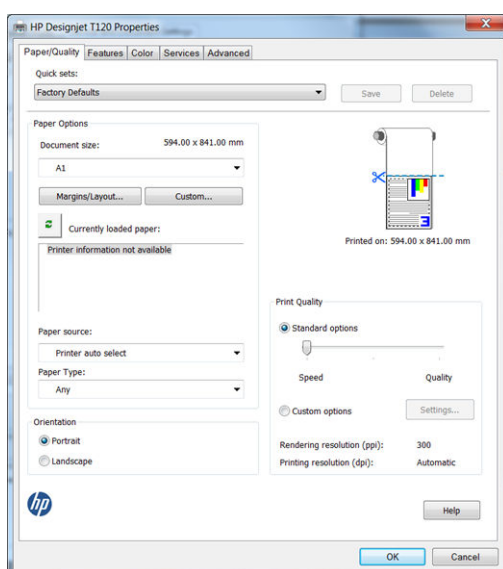 HP Designjet T120 Properties
Paper/Quality Features Color Services Advanced
Quick sets:
Factory Defaults
Save Delete
Paper Options
Document size: 594.00 x 841.00 mm
A1
Margins/Layout... Custom...
Currently loaded paper:
Printer information not available
Paper source:
Printer auto select
Paper Type:
Any
Orientation
Portrait
Landscape
3
Printed on: 594.00 x 841.00 mm
Print Quality
Standard options
Speed Quality
Custom options Settings...
Rendering resolution (ppi): 300
Printing resolution (dpi): Automatic
hp
Help
OK Cancel